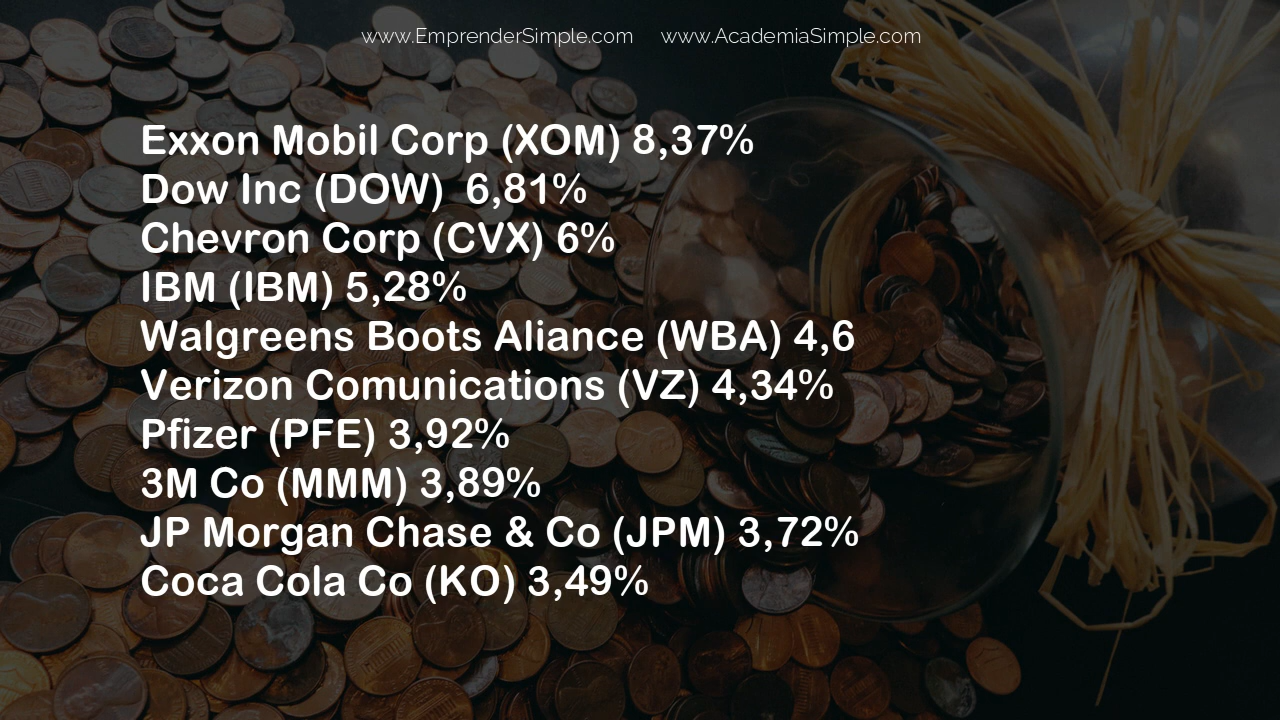 www.EmprenderSimple.com www.AcademiaSimple.com
Exxon Mobil Corp (XOM) 8,37%
Dow Inc (DOW) 6,81%
Chevron Corp (CVX) 6%
IBM (IBM) 5,28%
Walgreens Boots Aliance (WBA) 4,6
Verizon Comunications (VZ) 4,34%
Pfizer (PFE) 3,92%
3M Co (MMM) 3,89%
JP Morgan Chase & Co (JPM) 3,72%
Coca Cola Co (KO) 3,49%